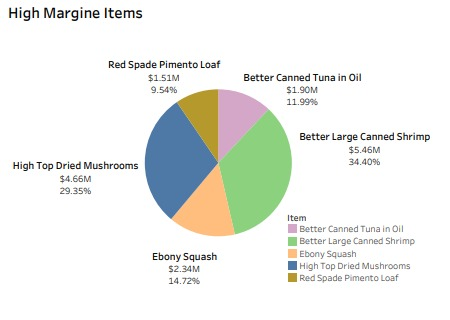 High Margine Items
Red Spade Pimento Loaf
$1.51M
9.54%
Better Canned Tuna in Oil
$1.90M
11.99%
Better Large Canned Shrimp
$5.46M
34.40%
High Top Dried Mushrooms
$4.66M
29.35%
Ebony Squash
$2.34M
14.72%
Item
Better Canned Tuna in Oil
Better Large Canned Shrimp
Ebony Squash
High Top Dried Mushrooms
Red Spade Pimento Loaf